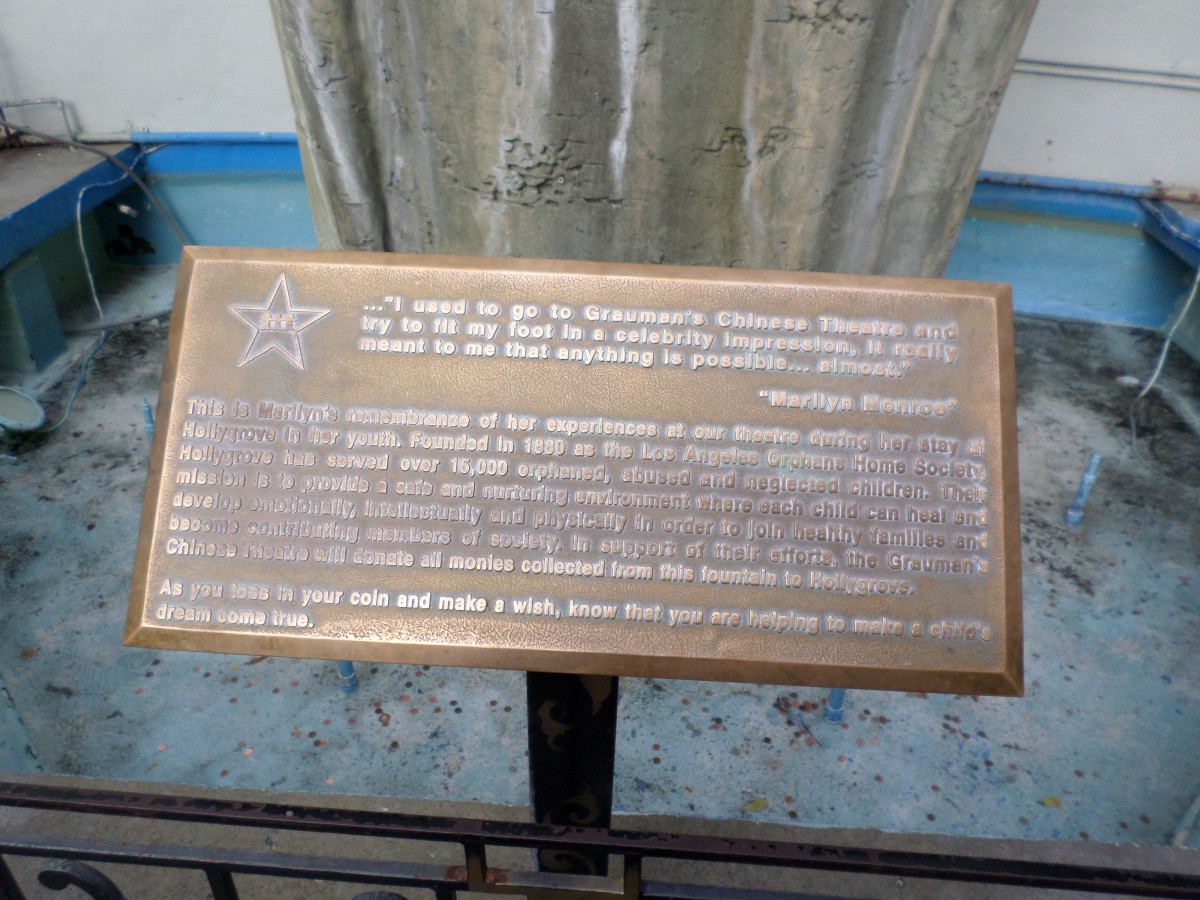 ..."I used to go to Grauman's Chinese Theatre and
try to fit my foot in a celebrity impression, it really
meant to me that anything is possible... almost."
"Marilyn Monroe"
This is Marilyn's remembrance of her experiences at our theatre during her stay at
Hollygrove in her youth. Founded in 1880 as the Los Angeles Orphans Home Society,
Hollygrove has served over 15,000 orphaned, abused and neglected children. Their
mission is to provide a safe and nurturing environment where each child can heal and
develop emotionally, intellectually and physically in order to join healthy families and
become contributing members of society. In support of their efforts, the Grauman's
Chinese Theatre will donate all monies collected from this fountain to Hollygrove.
As you toss in your coin and make a wish, know that you are helping to make a child's
dream come true.